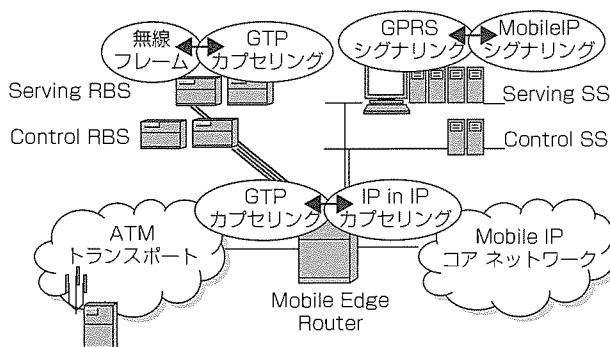 無線
フレーム
GTP
カプセリング
GPRS
シグナリング
MobileIP
シグナリング
Serving RBS
Serving SS
Control RBS
Control SS
GTP
カプセリング
IP in IP
カプセリング
ATM
トランスポート
Mobile IP
コア ネットワーク
Mobile Edge
Router